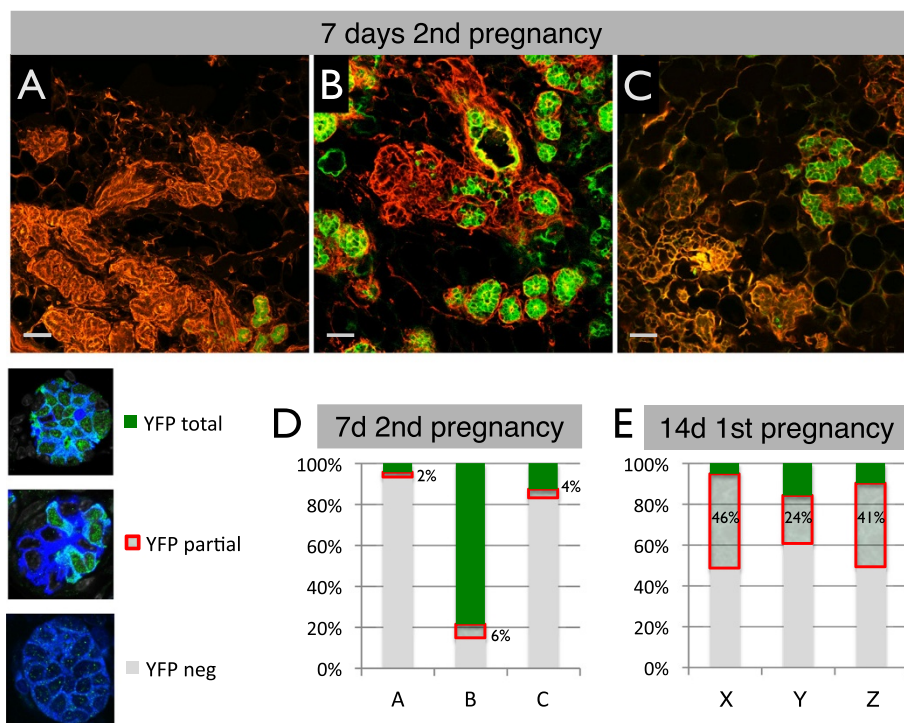 7 days 2nd pregnancy
A
B
C
YFP total
YFP partial
YFP neg
D
7d 2nd pregnancy
100%
80%
60%
40%
20%
0%
2%
6%
4%
A
B
C
E
14d 1st pregnancy
100%
80%
60%
40%
20%
0%
46%
24%
41%
X
Y
Z